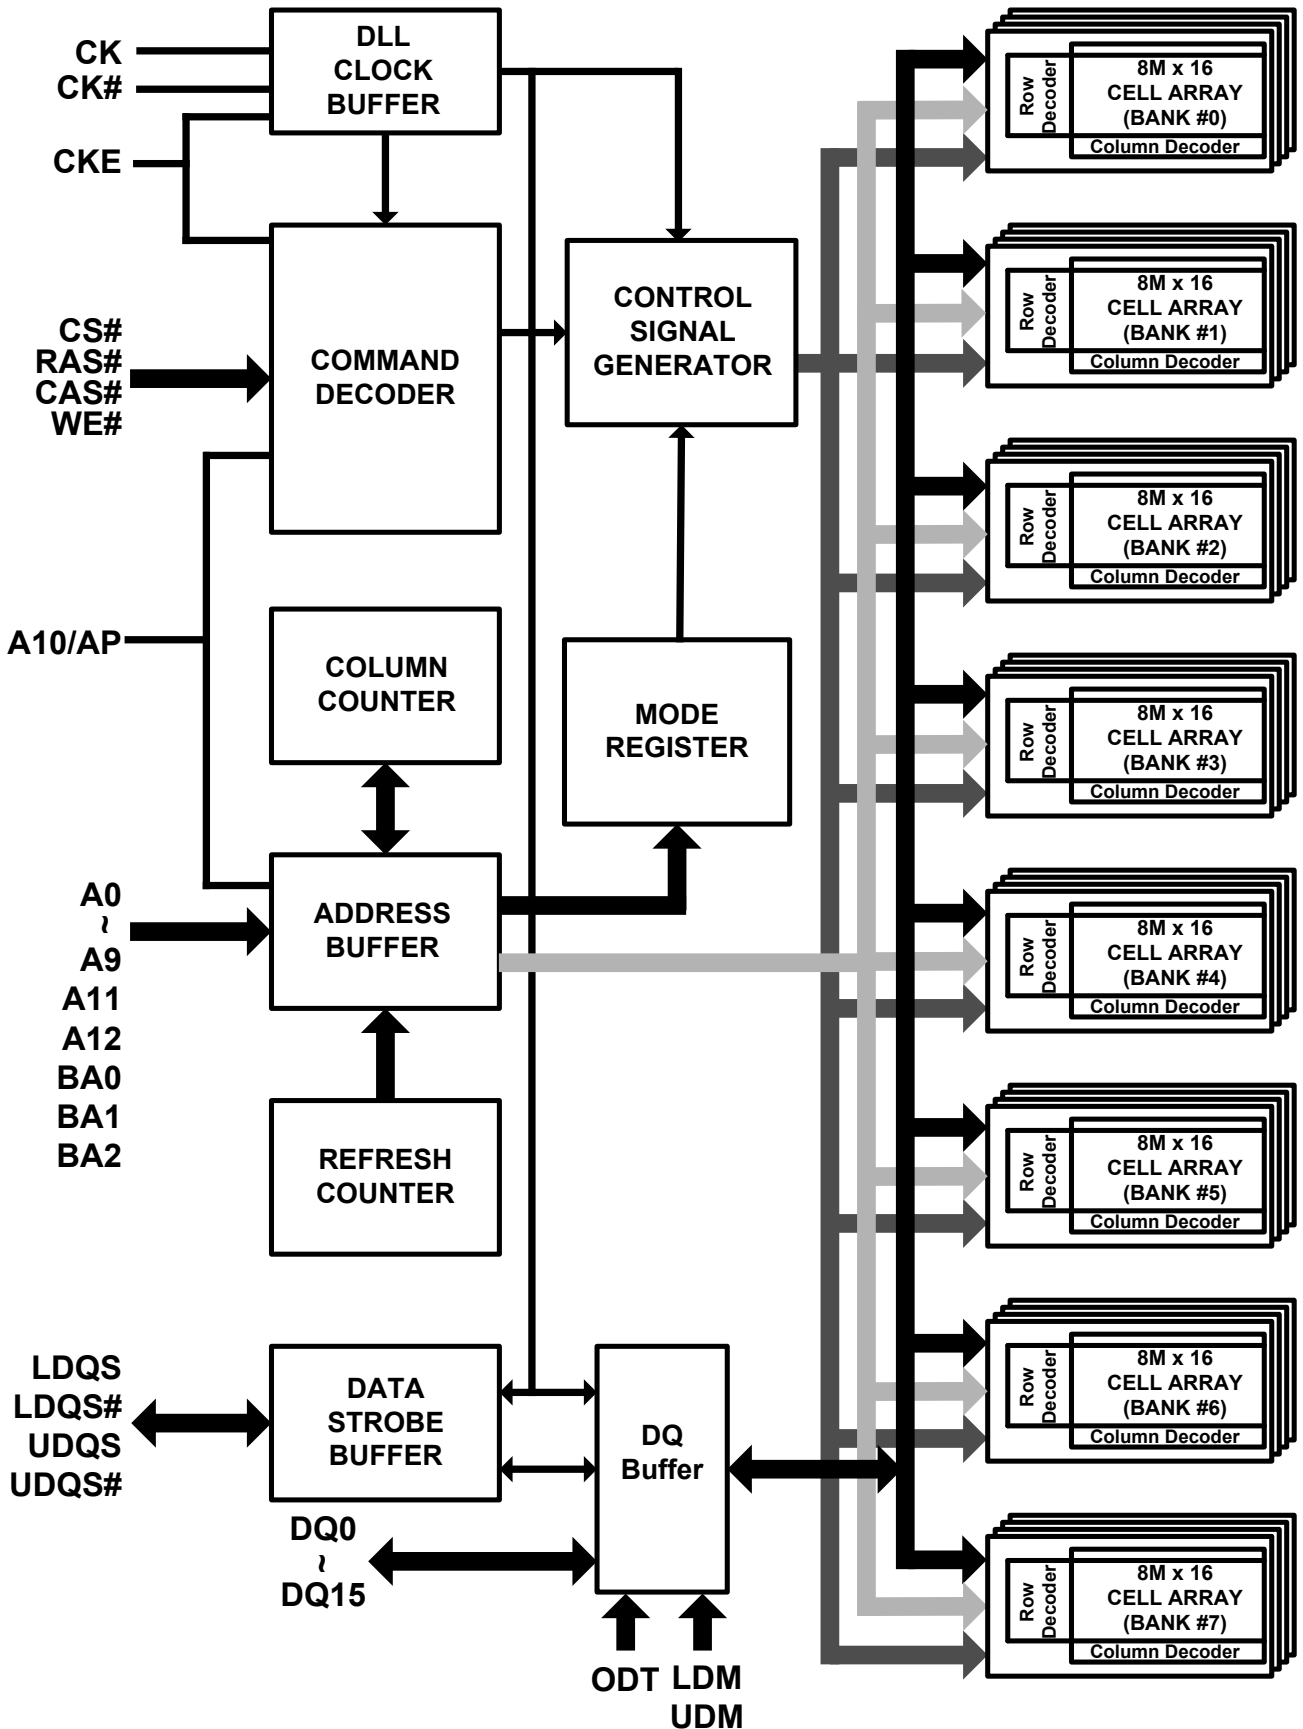 CK
CK#
CKE
DLL
CLOCK
BUFFER
CS#
RAS#
CAS#
WE#
COMMAND
DECODER
CONTROL
SIGNAL
GENERATOR
A10/AP
COLUMN
COUNTER
MODE
REGISTER
A0
~
A9
A11
A12
BA0
BA1
BA2
ADDRESS
BUFFER
REFRESH
COUNTER
LDQS
LDQS#
UDQS
UDQS#
DATA
STROBE
BUFFER
DQ
Buffer
DQ0
~
DQ15
ODT
LDM
UDM
Row
Decoder
8M x 16
CELL ARRAY
(BANK #0)
Column Decoder
Row
Decoder
8M x 16
CELL ARRAY
(BANK #1)
Column Decoder
Row
Decoder
8M x 16
CELL ARRAY
(BANK #2)
Column Decoder
Row
Decoder
8M x 16
CELL ARRAY
(BANK #3)
Column Decoder
Row
Decoder
8M x 16
CELL ARRAY
(BANK #4)
Column Decoder
Row
Decoder
8M x 16
CELL ARRAY
(BANK #5)
Column Decoder
Row
Decoder
8M x 16
CELL ARRAY
(BANK #6)
Column Decoder
Row
Decoder
8M x 16
CELL ARRAY
(BANK #7)
Column Decoder